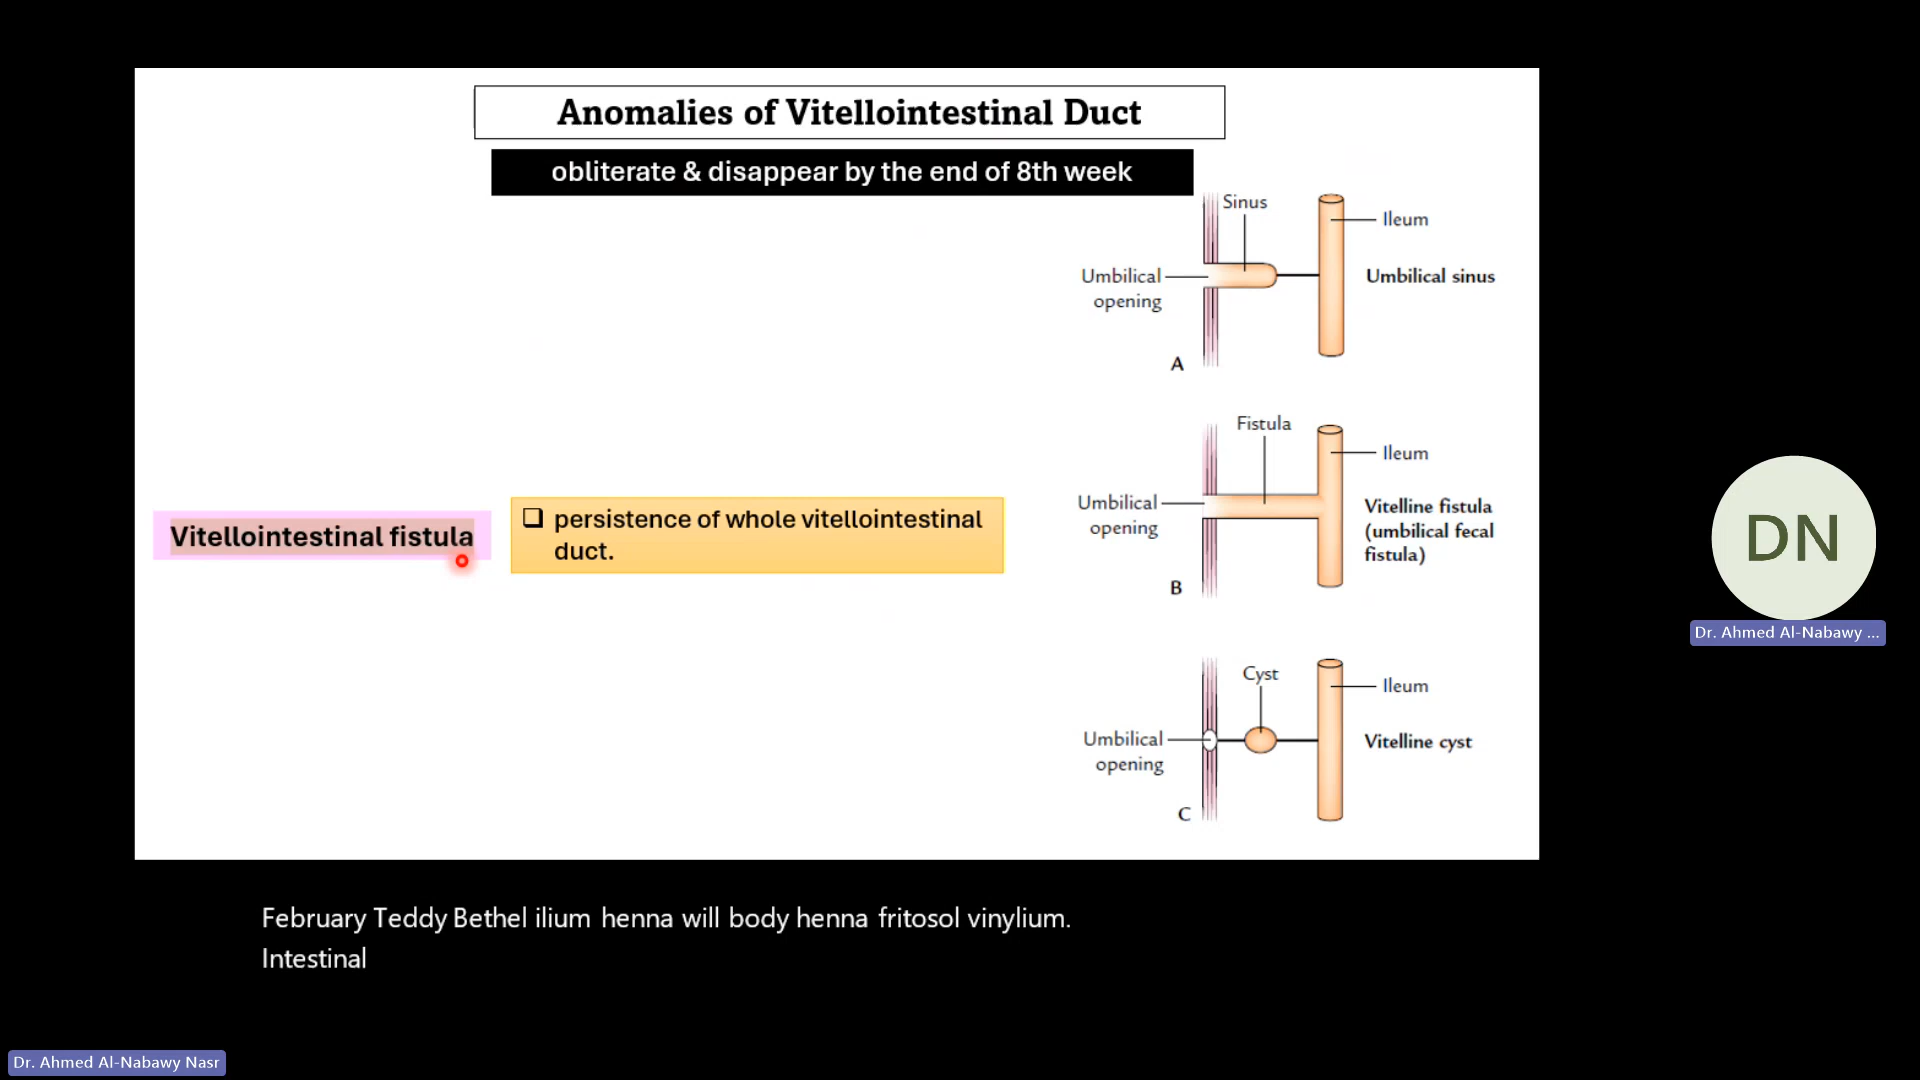 Anomalies of Vitellointestinal Duct
obliterate & disappear by the end of 8th week
Vitellointestinal fistula
❑ persistence of whole vitellointestinal
duct.
Sinus
Ileum
Umbilical
opening
Umbilical sinus
A
Fistula
Ileum
Umbilical
opening
Vitelline fistula
(umbilical fecal
fistula)
B
Cyst
Ileum
Umbilical
opening
Vitelline cyst
C
DN
Dr. Ahmed Al-Nabawy ...
February Teddy Bethel ilium henna will body henna fritosol vinylium.
Intestinal
Dr. Ahmed Al-Nabawy Nasr